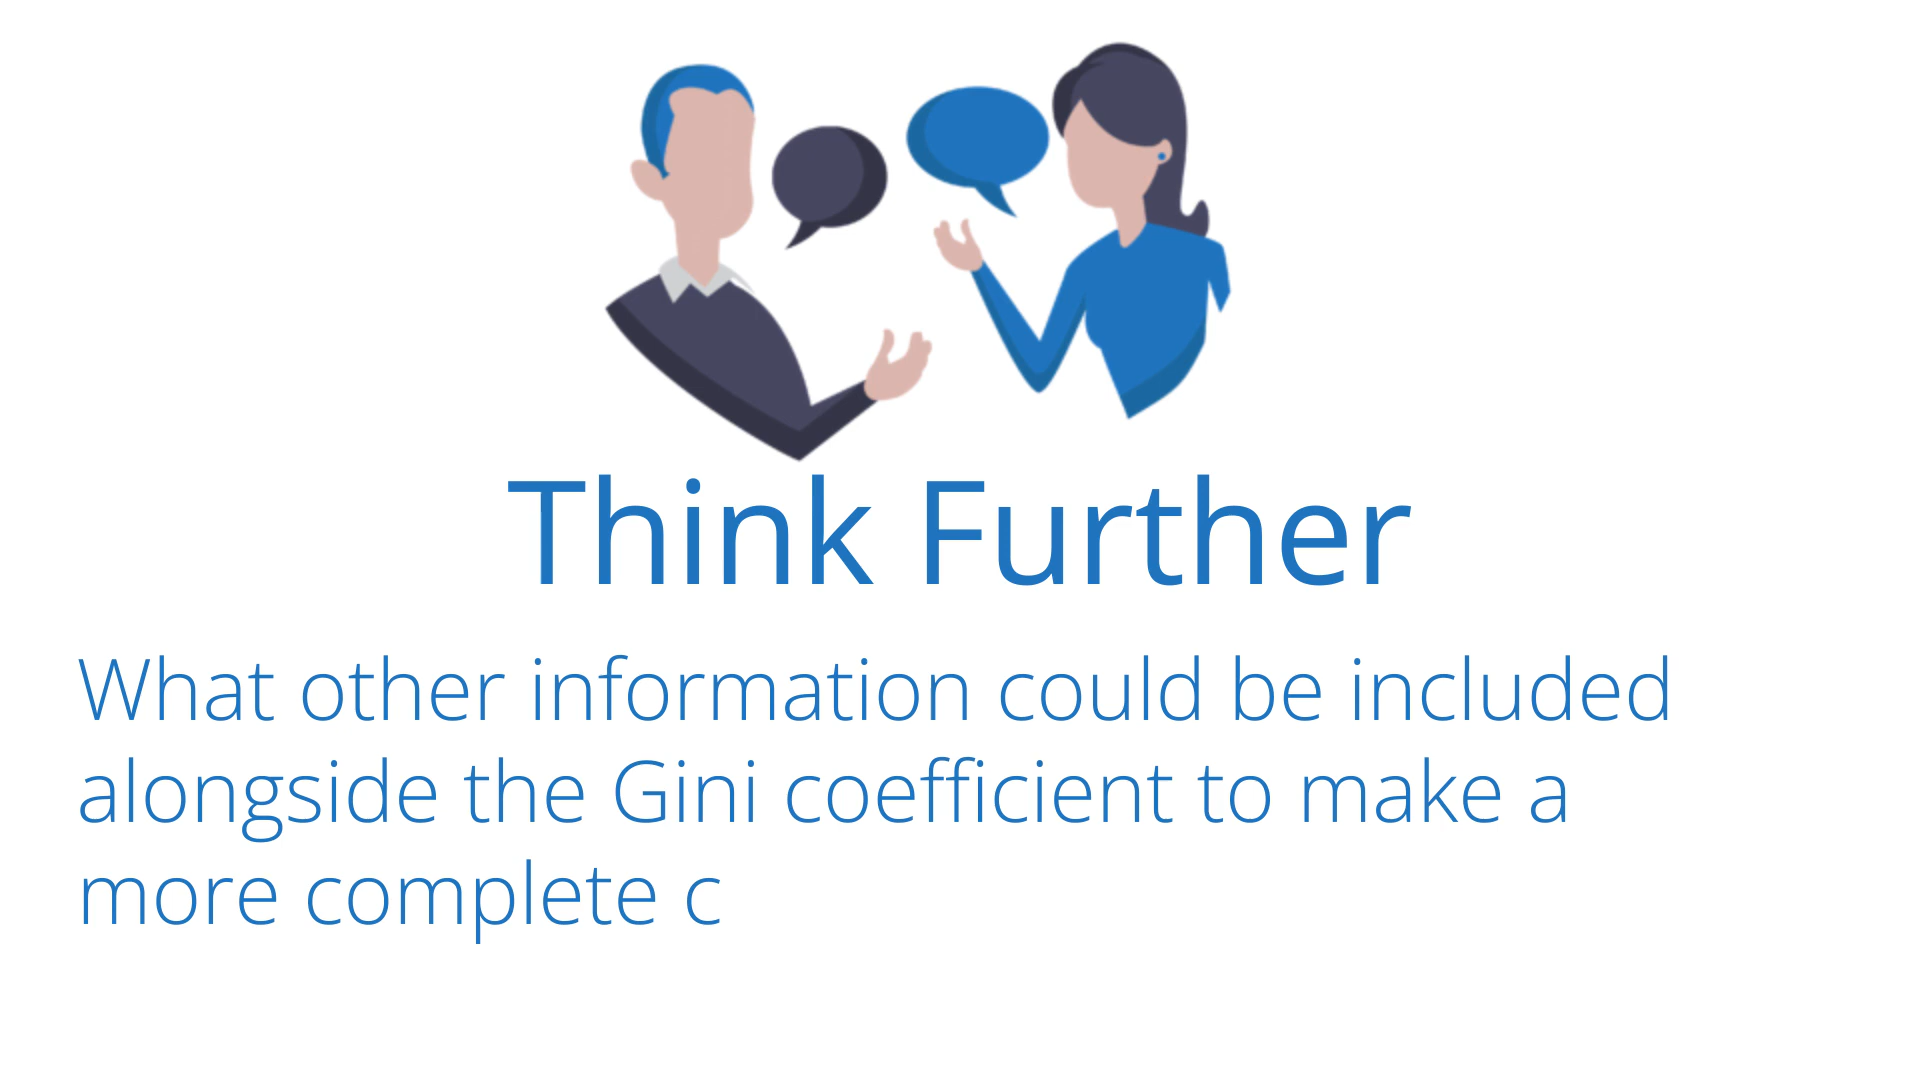 Think Further
What other information could be included
alongside the Gini coefficient to make a
more complete c